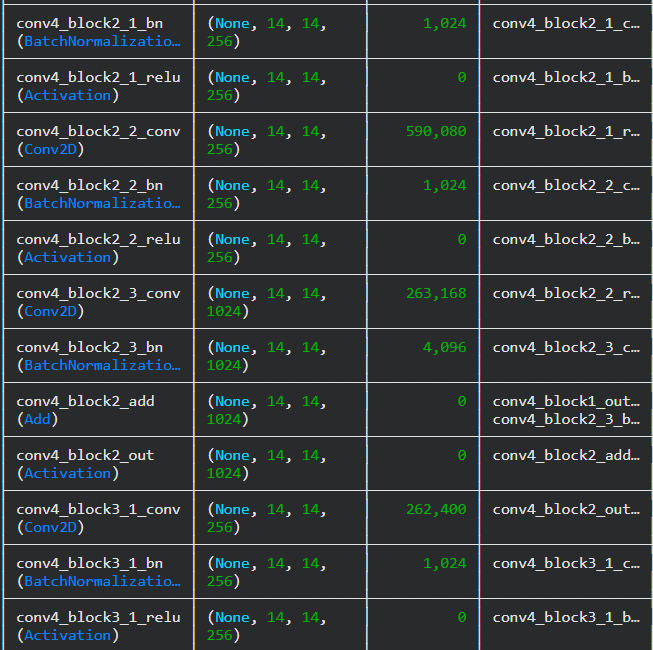 conv4_block2_1_bn (None, 14, 14, 1,024 conv4_block2_1_c…
(BatchNormalizatio… 256)
conv4_block2_1_relu (None, 14, 14, 0 conv4_block2_1_b…
(Activation) 256)
conv4_block2_2_conv (None, 14, 14, 590,080 conv4_block2_1_r…
(Conv2D) 256)
conv4_block2_2_bn (None, 14, 14, 1,024 conv4_block2_2_c…
(BatchNormalizatio… 256)
conv4_block2_2_relu (None, 14, 14, 0 conv4_block2_2_b…
(Activation) 256)
conv4_block2_3_conv (None, 14, 14, 263,168 conv4_block2_2_r…
(Conv2D) 1024)
conv4_block2_3_bn (None, 14, 14, 4,096 conv4_block2_3_c…
(BatchNormalizatio… 1024)
conv4_block2_add (None, 14, 14, 0 conv4_block1_out…
(Add) 1024) conv4_block2_3_b…
conv4_block2_out (None, 14, 14, 0 conv4_block2_add…
(Activation) 1024)
conv4_block3_1_conv (None, 14, 14, 262,400 conv4_block2_out…
(Conv2D) 256)
conv4_block3_1_bn (None, 14, 14, 1,024 conv4_block3_1_c…
(BatchNormalizatio… 256)
conv4_block3_1_relu (None, 14, 14, 0 conv4_block3_1_b…
(Activation) 256)